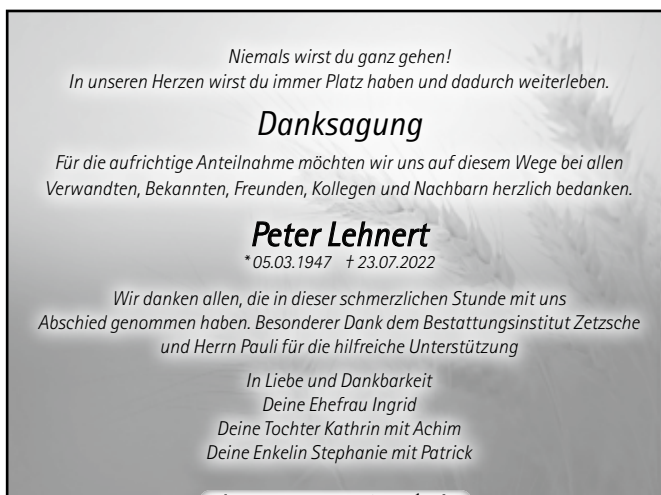 Niemals wirst du ganz gehen!
In unseren Herzen wirst du immer Platz haben und dadurch weiterleben.
Danksagung
Für die aufrichtige Anteilnahme möchten wir uns auf diesem Wege bei allen
Verwandten, Bekannten, Freunden, Kollegen und Nachbarn herzlich bedanken.
Peter Lehnert
* 05.03.1947 † 23.07.2022
Wir danken allen, die in dieser schmerzlichen Stunde mit uns
Abschied genommen haben. Besonderer Dank dem Bestattungsinstitut Zetzsche
und Herrn Pauli für die hilfreiche Unterstützung
In Liebe und Dankbarkeit
Deine Ehefrau Ingrid
Deine Tochter Kathrin mit Achim
Deine Enkelin Stephanie mit Patrick